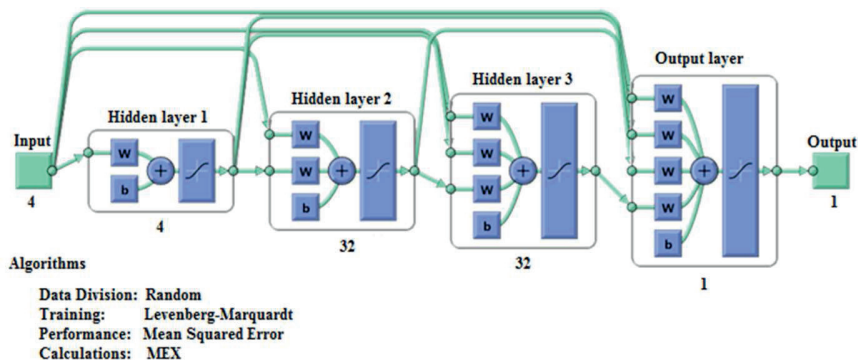 Input
4
Hidden layer 1
W
b
+
4
Hidden layer 2
W
W
b
+
32
Hidden layer 3
W
W
W
b
+
32
Output layer
W
W
W
W
b
+
1
Output
1
Algorithms
Data Division: Random
Training: Levenberg-Marquardt
Performance: Mean Squared Error
Calculations: MEX